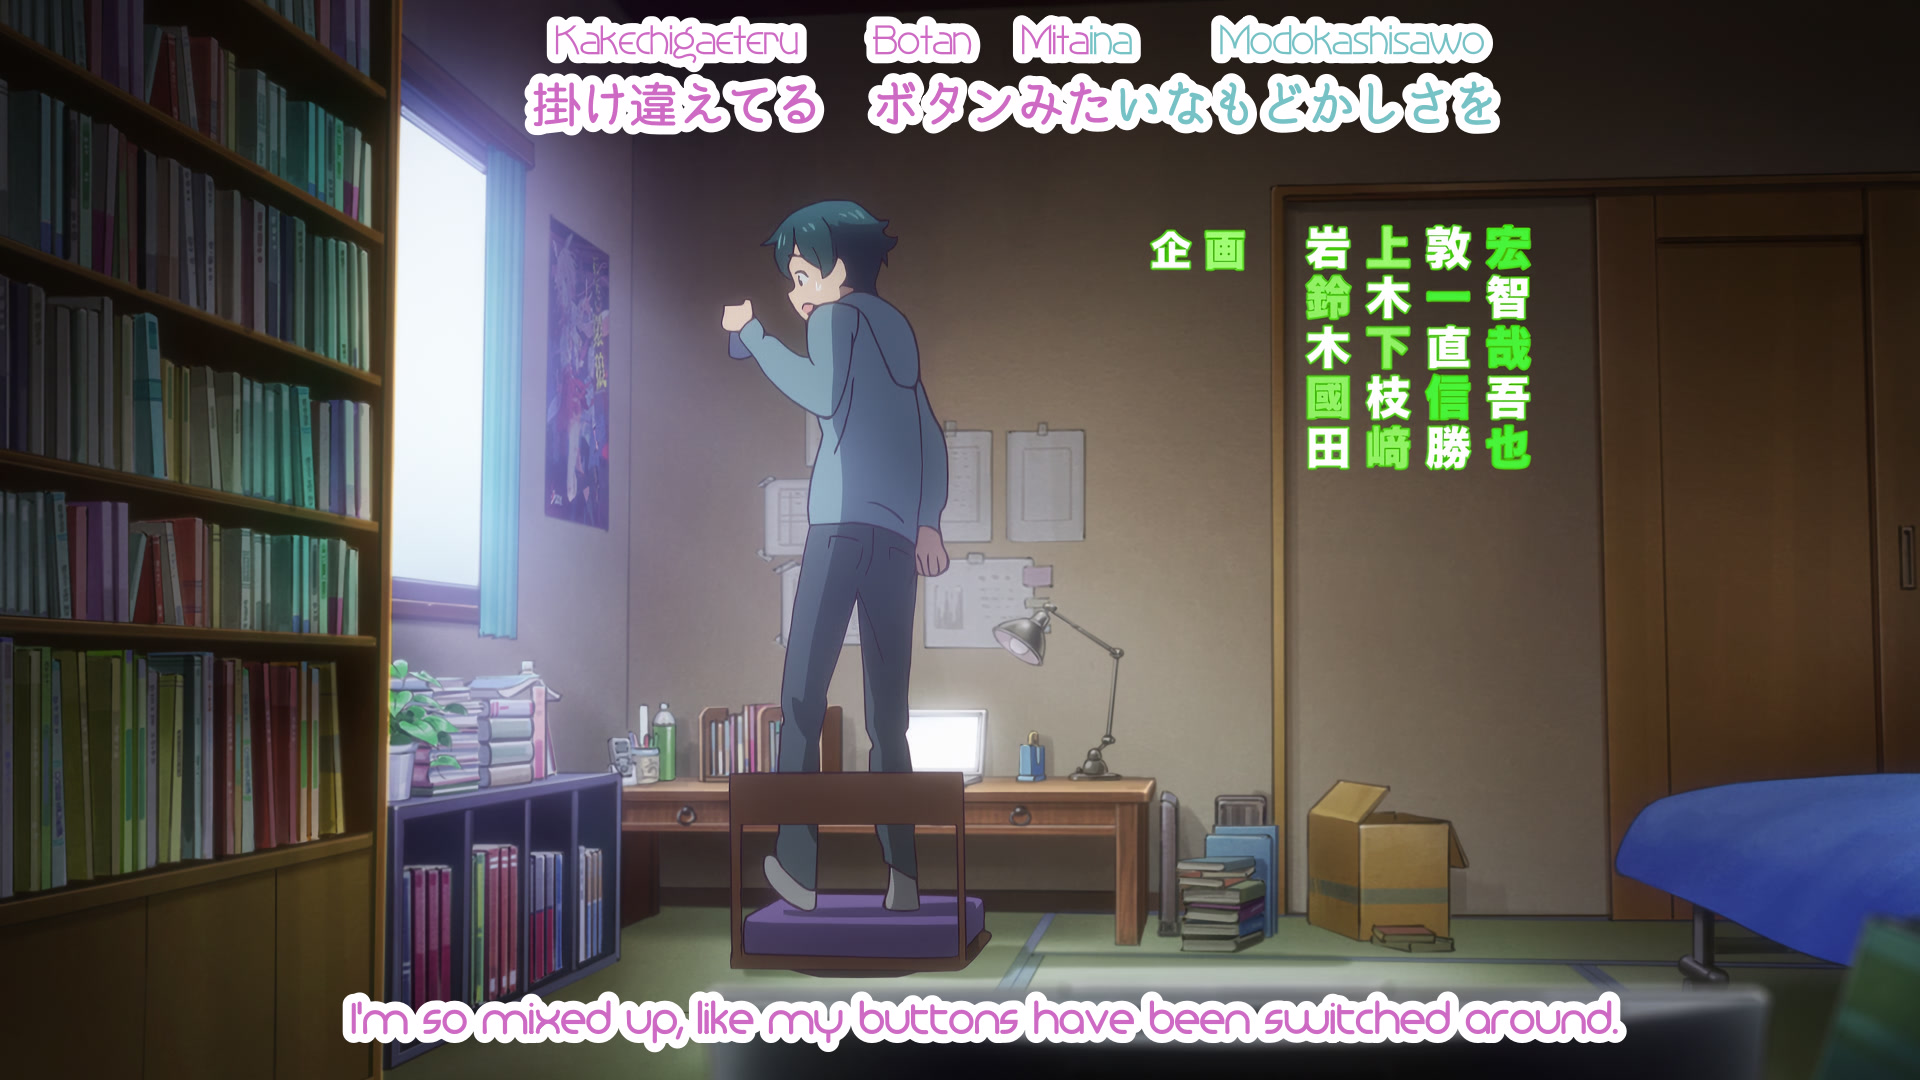 Kakechigaeteru Botan Mitaina Modokashisawo
掛け違えてる ボタンみたいなもどかしさを
企画
岩上敦宏
鈴木一智
木下直哉
國枝信吾
田﨑勝也
I'm so mixed up, like my buttons have been switched around.